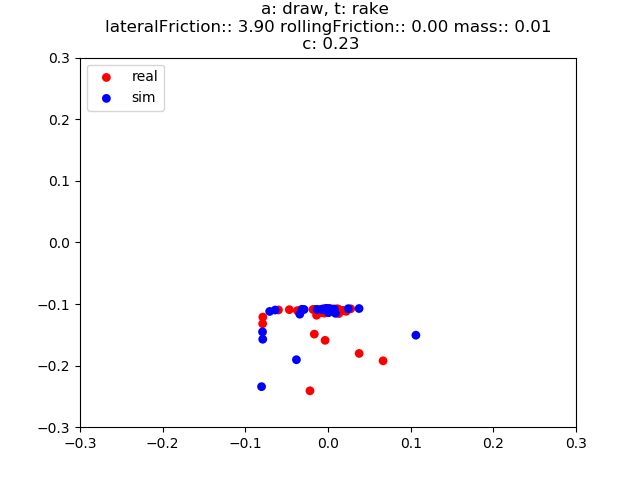 a: draw, t: rake
lateralFriction:: 3.90 rollingFriction:: 0.00 mass:: 0.01
c: 0.23
real
sim
0.3
0.2
0.1
0.0
−0.1
−0.2
−0.3
−0.3 −0.2 −0.1 0.0 0.1 0.2 0.3